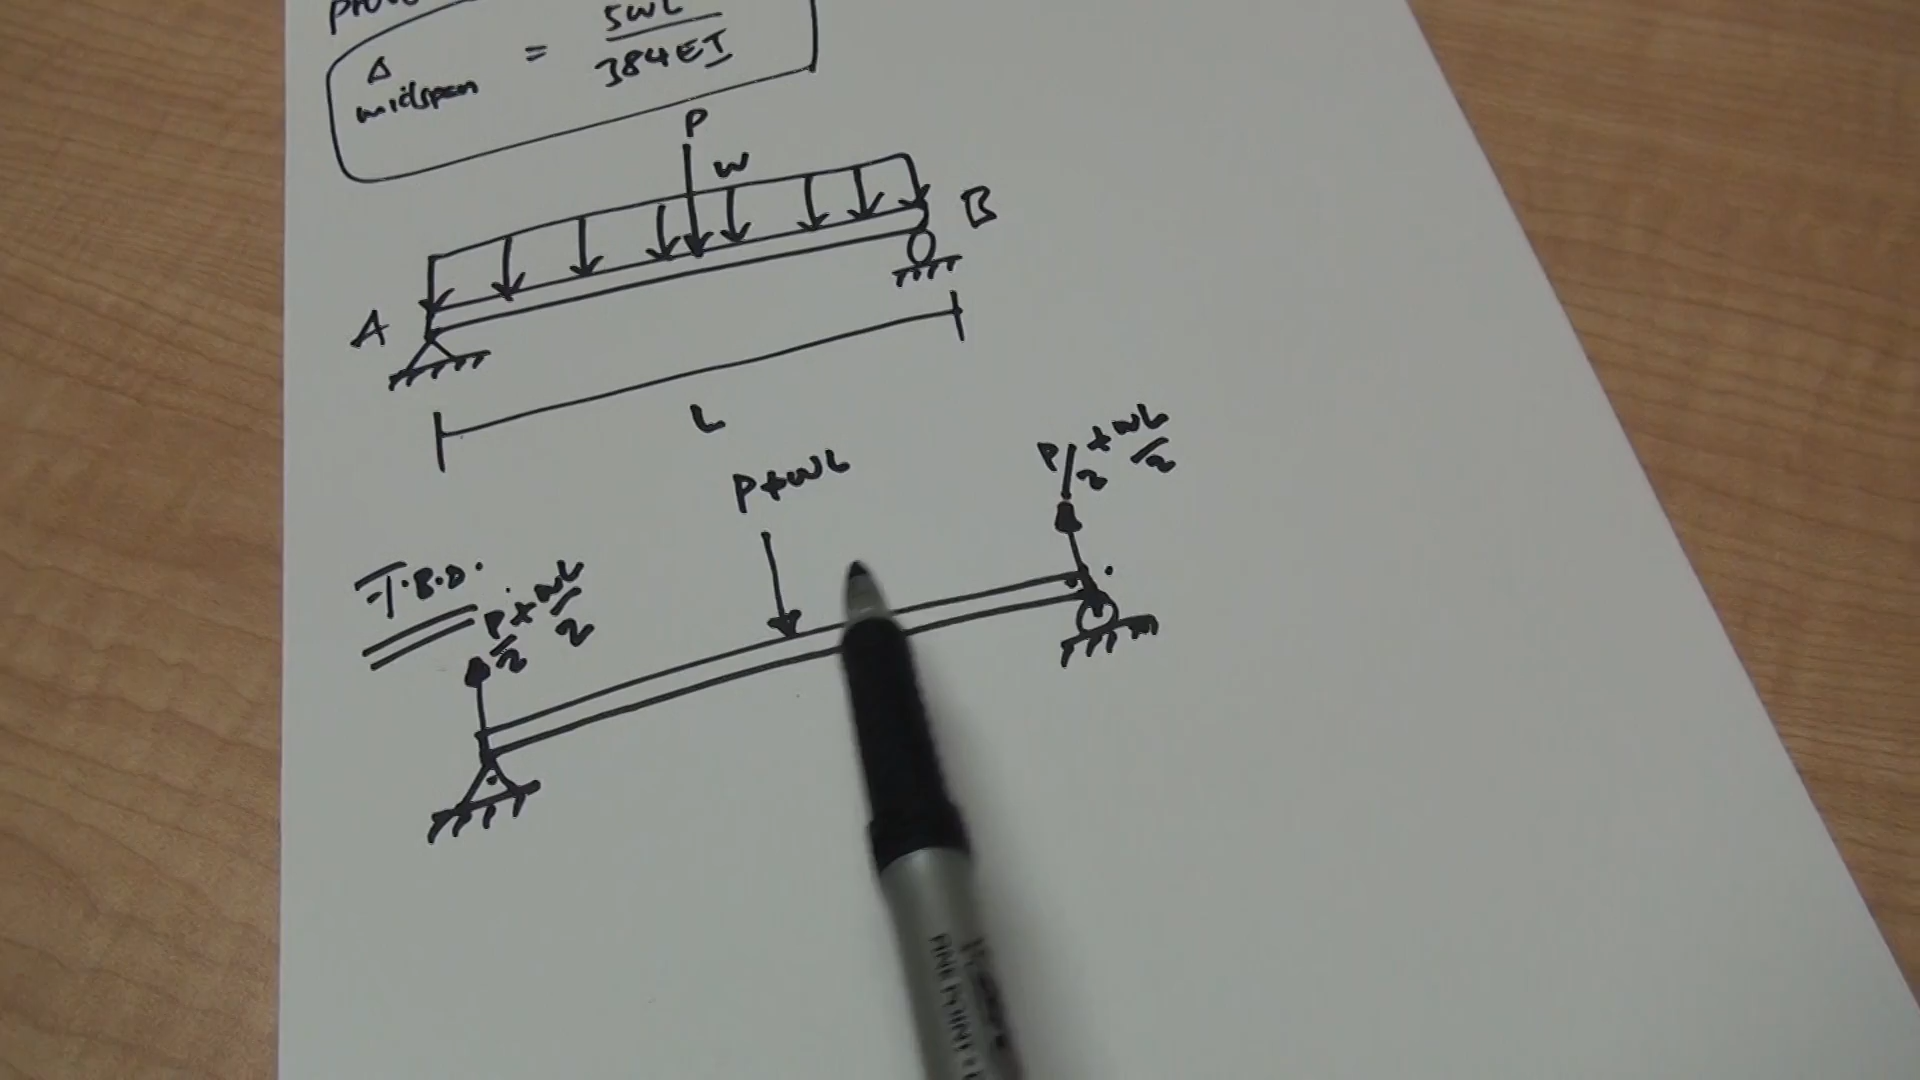 Δ midspan = 5wL / 384EI
P
w
B
A
L
P+wL
P/2 + wL/2
F.B.D.
P/2 + wL/2